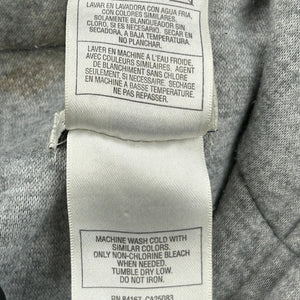 LAVAR EN LAVADORA CON AGUA FRIA,
CON COLORES SIMILARES.
SOLAMENTE BLANQUEADOR SIN
CLORO, SI ES NECESARIO. SECAR EN
SECADORA, A BAJA TEMPERATURA.
NO PLANCHAR.
LAVER EN MACHINE À L'EAU FROIDE,
AVEC COULEURS SIMILAIRES. AGENT
DE BLANCHIMENT SANS CHLORE
SEULEMENT, SI NÉCESSAIRE. SÉCHER
EN MACHINE À BASSE TEMPÉRATURE.
NE PAS REPASSER.
MACHINE WASH COLD WITH
SIMILAR COLORS.
ONLY NON-CHLORINE BLEACH
WHEN NEEDED.
TUMBLE DRY LOW.
DO NOT IRON.
RN 84167 CA25083